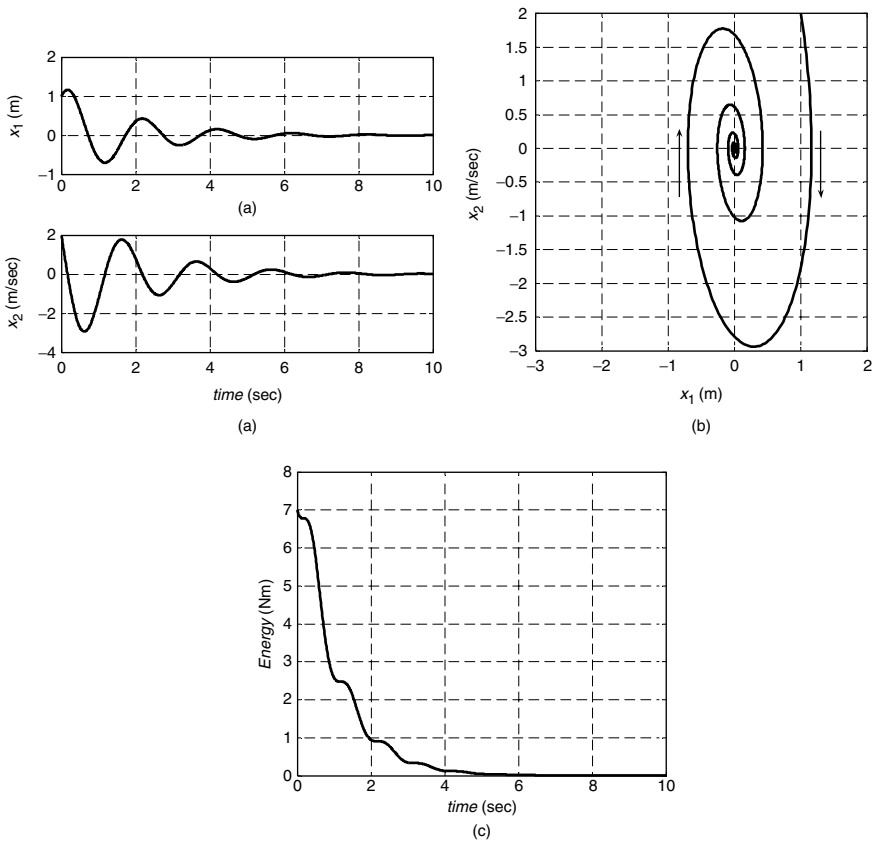 2
1
0
−1
x1 (m)
0 2 4 6 8 10
(a)
2
0
−2
−4
x2 (m/sec)
0 2 4 6 8 10
time (sec)
(a)
2
1.5
1
0.5
0
−0.5
−1
−1.5
−2
−2.5
−3
x2 (m/sec)
−3 −2 −1 0 1 2
x1 (m)
(b)
8
7
6
5
4
3
2
1
0
Energy (Nm)
0 2 4 6 8 10
time (sec)
(c)